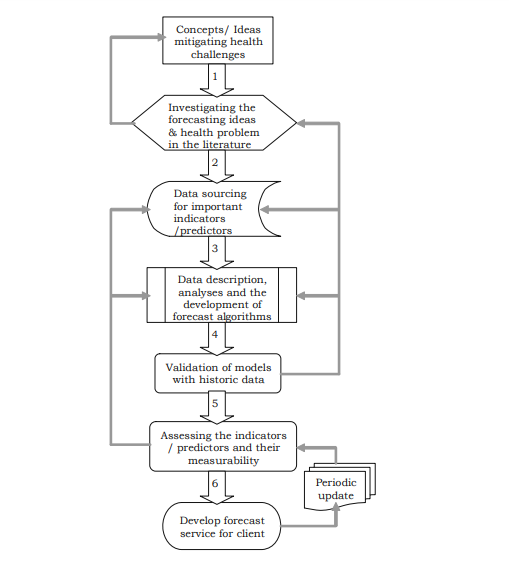 Concepts/ Ideas
mitigating health
challenges
1
Investigating the
forecasting ideas
& health problem
in the literature
2
Data sourcing
for important
indicators
/predictors
3
Data description,
analyses and the
development of
forecast algorithms
4
Validation of models
with historic data
5
Assessing the indicators
/ predictors and their
measurability
6
Periodic
update
Develop forecast
service for client